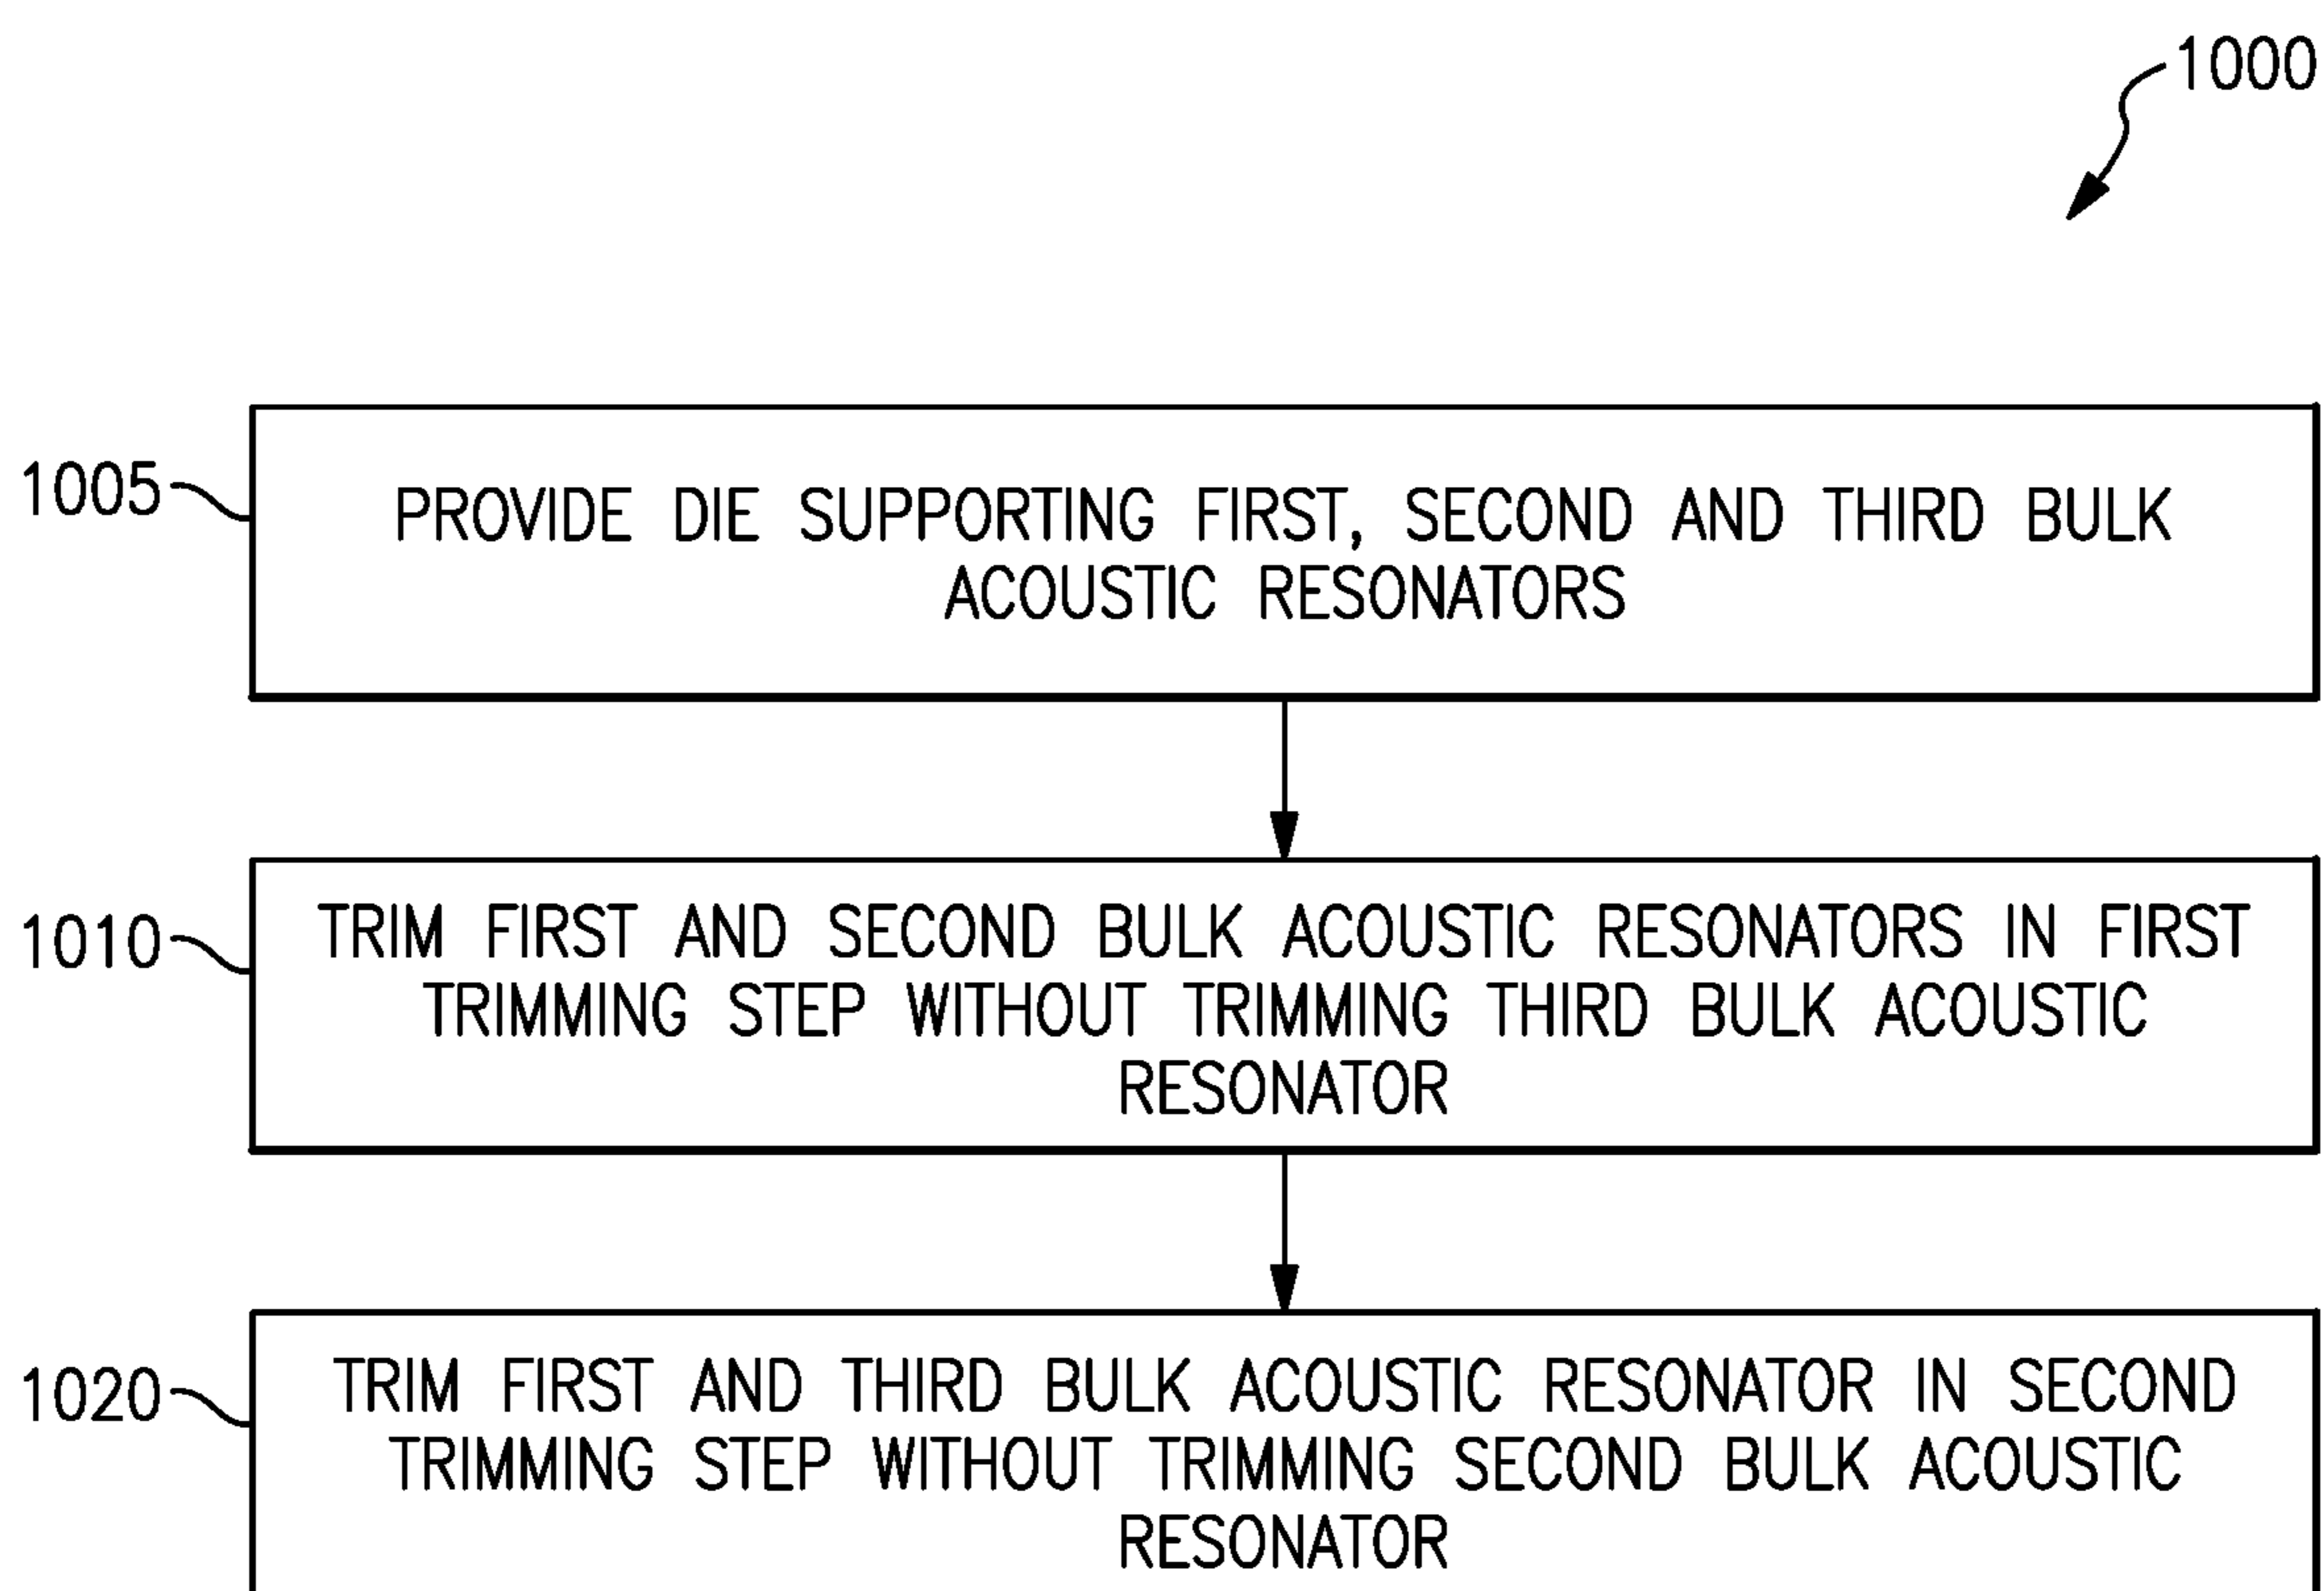 1000
1005
PROVIDE DIE SUPPORTING FIRST, SECOND AND THIRD BULK
ACOUSTIC RESONATORS
1010
TRIM FIRST AND SECOND BULK ACOUSTIC RESONATORS IN FIRST
TRIMMING STEP WITHOUT TRIMMING THIRD BULK ACOUSTIC
RESONATOR
1020
TRIM FIRST AND THIRD BULK ACOUSTIC RESONATOR IN SECOND
TRIMMING STEP WITHOUT TRIMMING SECOND BULK ACOUSTIC
RESONATOR